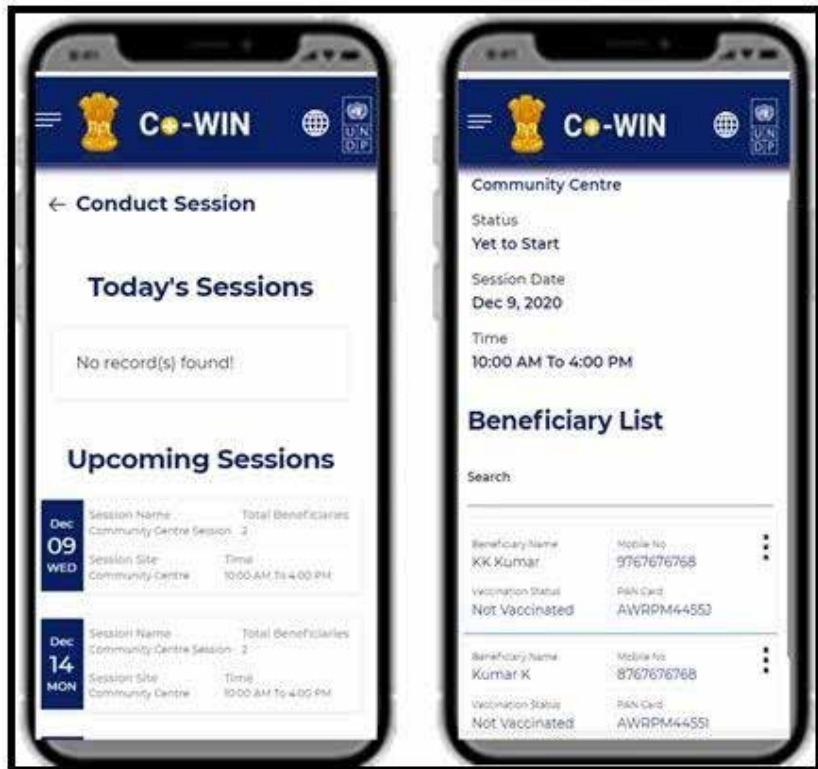 Co-WIN
UN
DP
← Conduct Session
Today's Sessions
No record(s) found!
Upcoming Sessions
Dec
09
WED
Session Name Total Beneficiaries
Community Centre Session 2
Session Site Time
Community Centre 10:00 AM To 4:00 PM
Dec
14
MON
Session Name Total Beneficiaries
Community Centre Session 2
Session Site Time
Community Centre 10:00 AM To 4:00 PM
Co-WIN
UN
DP
Community Centre
Status
Yet to Start
Session Date
Dec 9, 2020
Time
10:00 AM To 4:00 PM
Beneficiary List
Search
Beneficiary Name Mobile No
KK Kumar 9767676768
Vaccination Status PAN Card
Not Vaccinated AWRPM4455J
Beneficiary Name Mobile No
Kumar K 8767676768
Vaccination Status PAN Card
Not Vaccinated AWRPM4455I